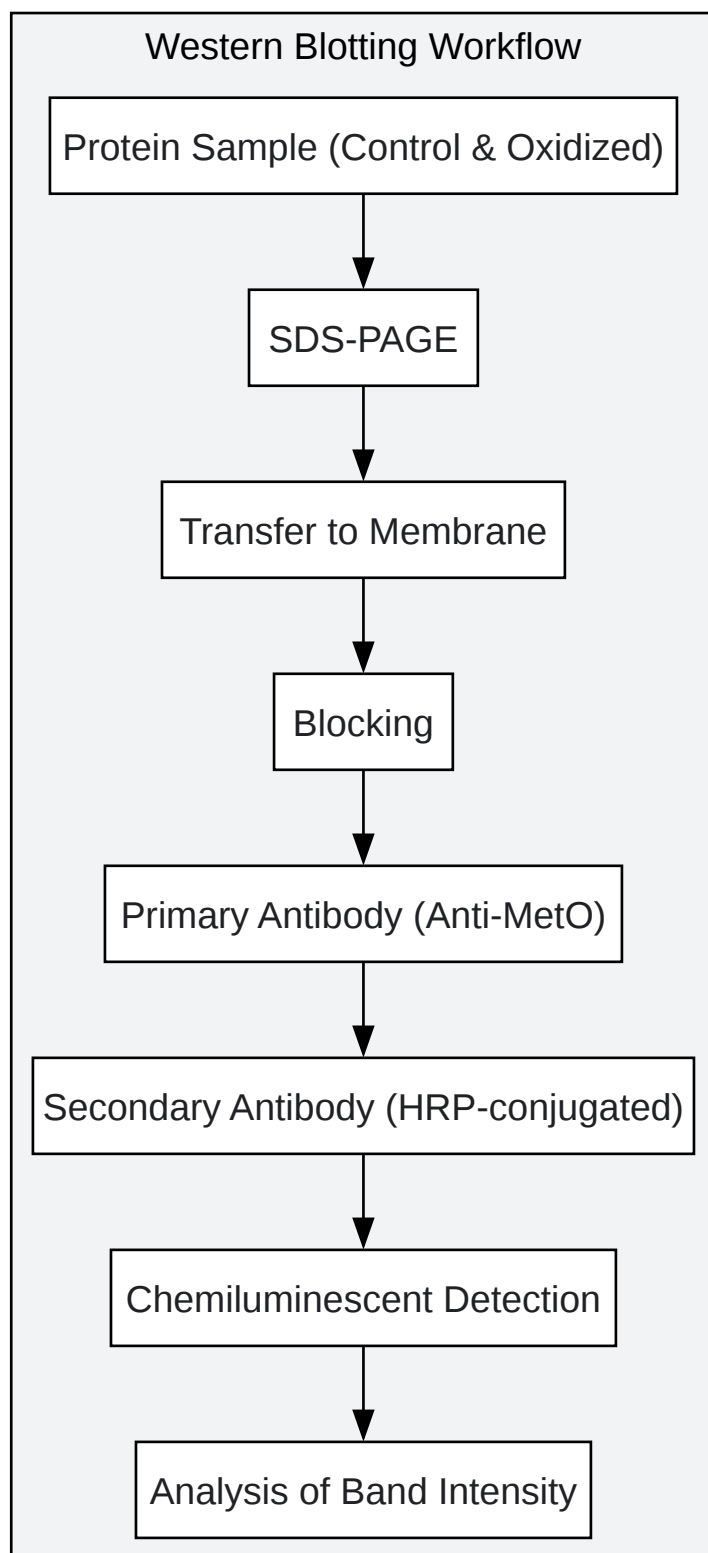 Western Blotting Workflow
Protein Sample (Control & Oxidized)
SDS-PAGE
Transfer to Membrane
Blocking
Primary Antibody (Anti-MetO)
Secondary Antibody (HRP-conjugated)
Chemiluminescent Detection
Analysis of Band Intensity